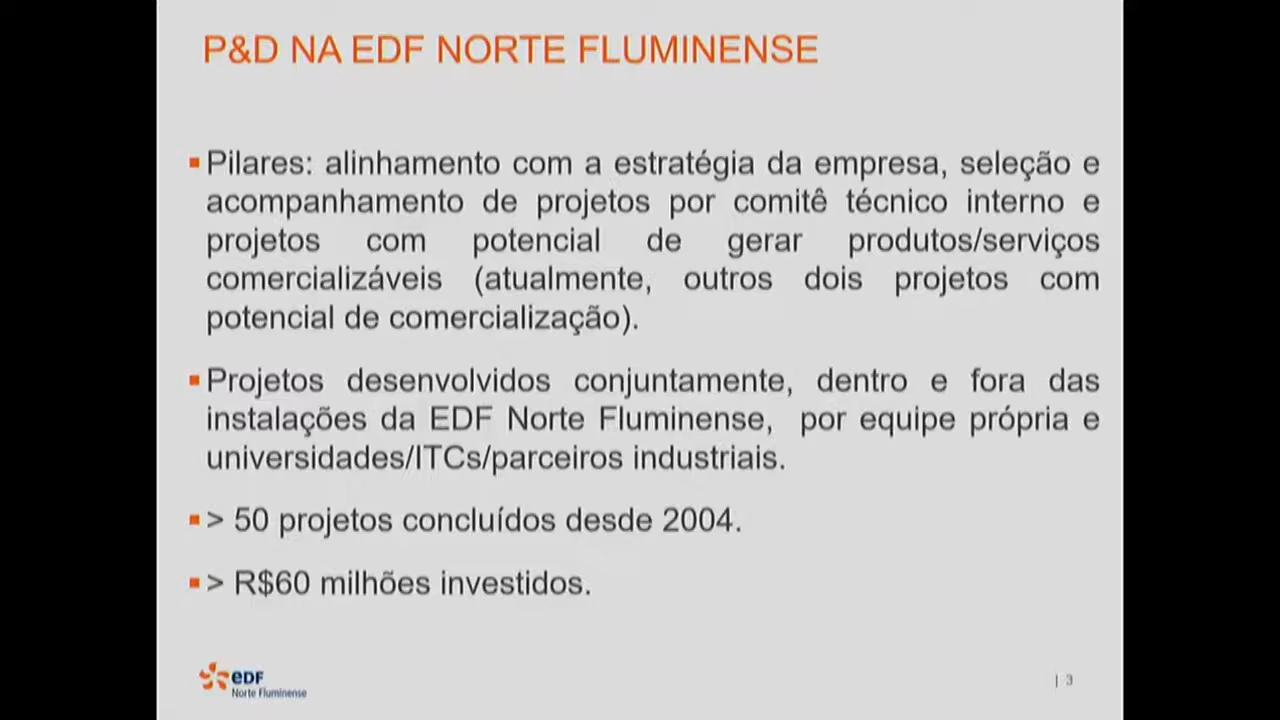 P&D NA EDF NORTE FLUMINENSE
Pilares: alinhamento com a estratégia da empresa, seleção e
acompanhamento de projetos por comitê técnico interno e
projetos com potencial de gerar produtos/serviços
comercializáveis (atualmente, outros dois projetos com
potencial de comercialização).
Projetos desenvolvidos conjuntamente, dentro e fora das
instalações da EDF Norte Fluminense, por equipe própria e
universidades/ITCs/parceiros industriais.
> 50 projetos concluídos desde 2004.
> R$60 milhões investidos.
eDF
Norte Fluminense
| 3